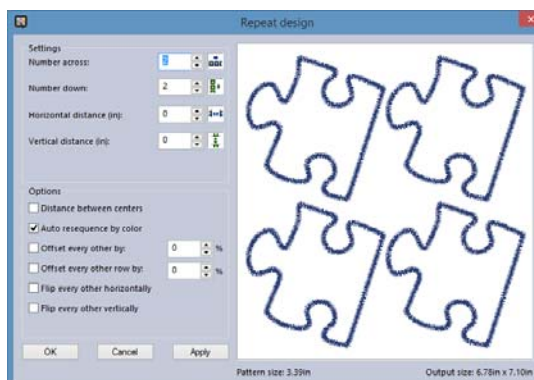 Repeat design
Settings
Number across: 2
Number down: 2
Horizontal distance (in): 0
Vertical distance (in): 0
Options
Distance between centers
Auto resequence by color
Offset every other by: 0 %
Offset every other row by: 0 %
Flip every other horizontally
Flip every other vertically
OK Cancel Apply
Pattern size: 3.39in Output size: 6.78in x 7.10in